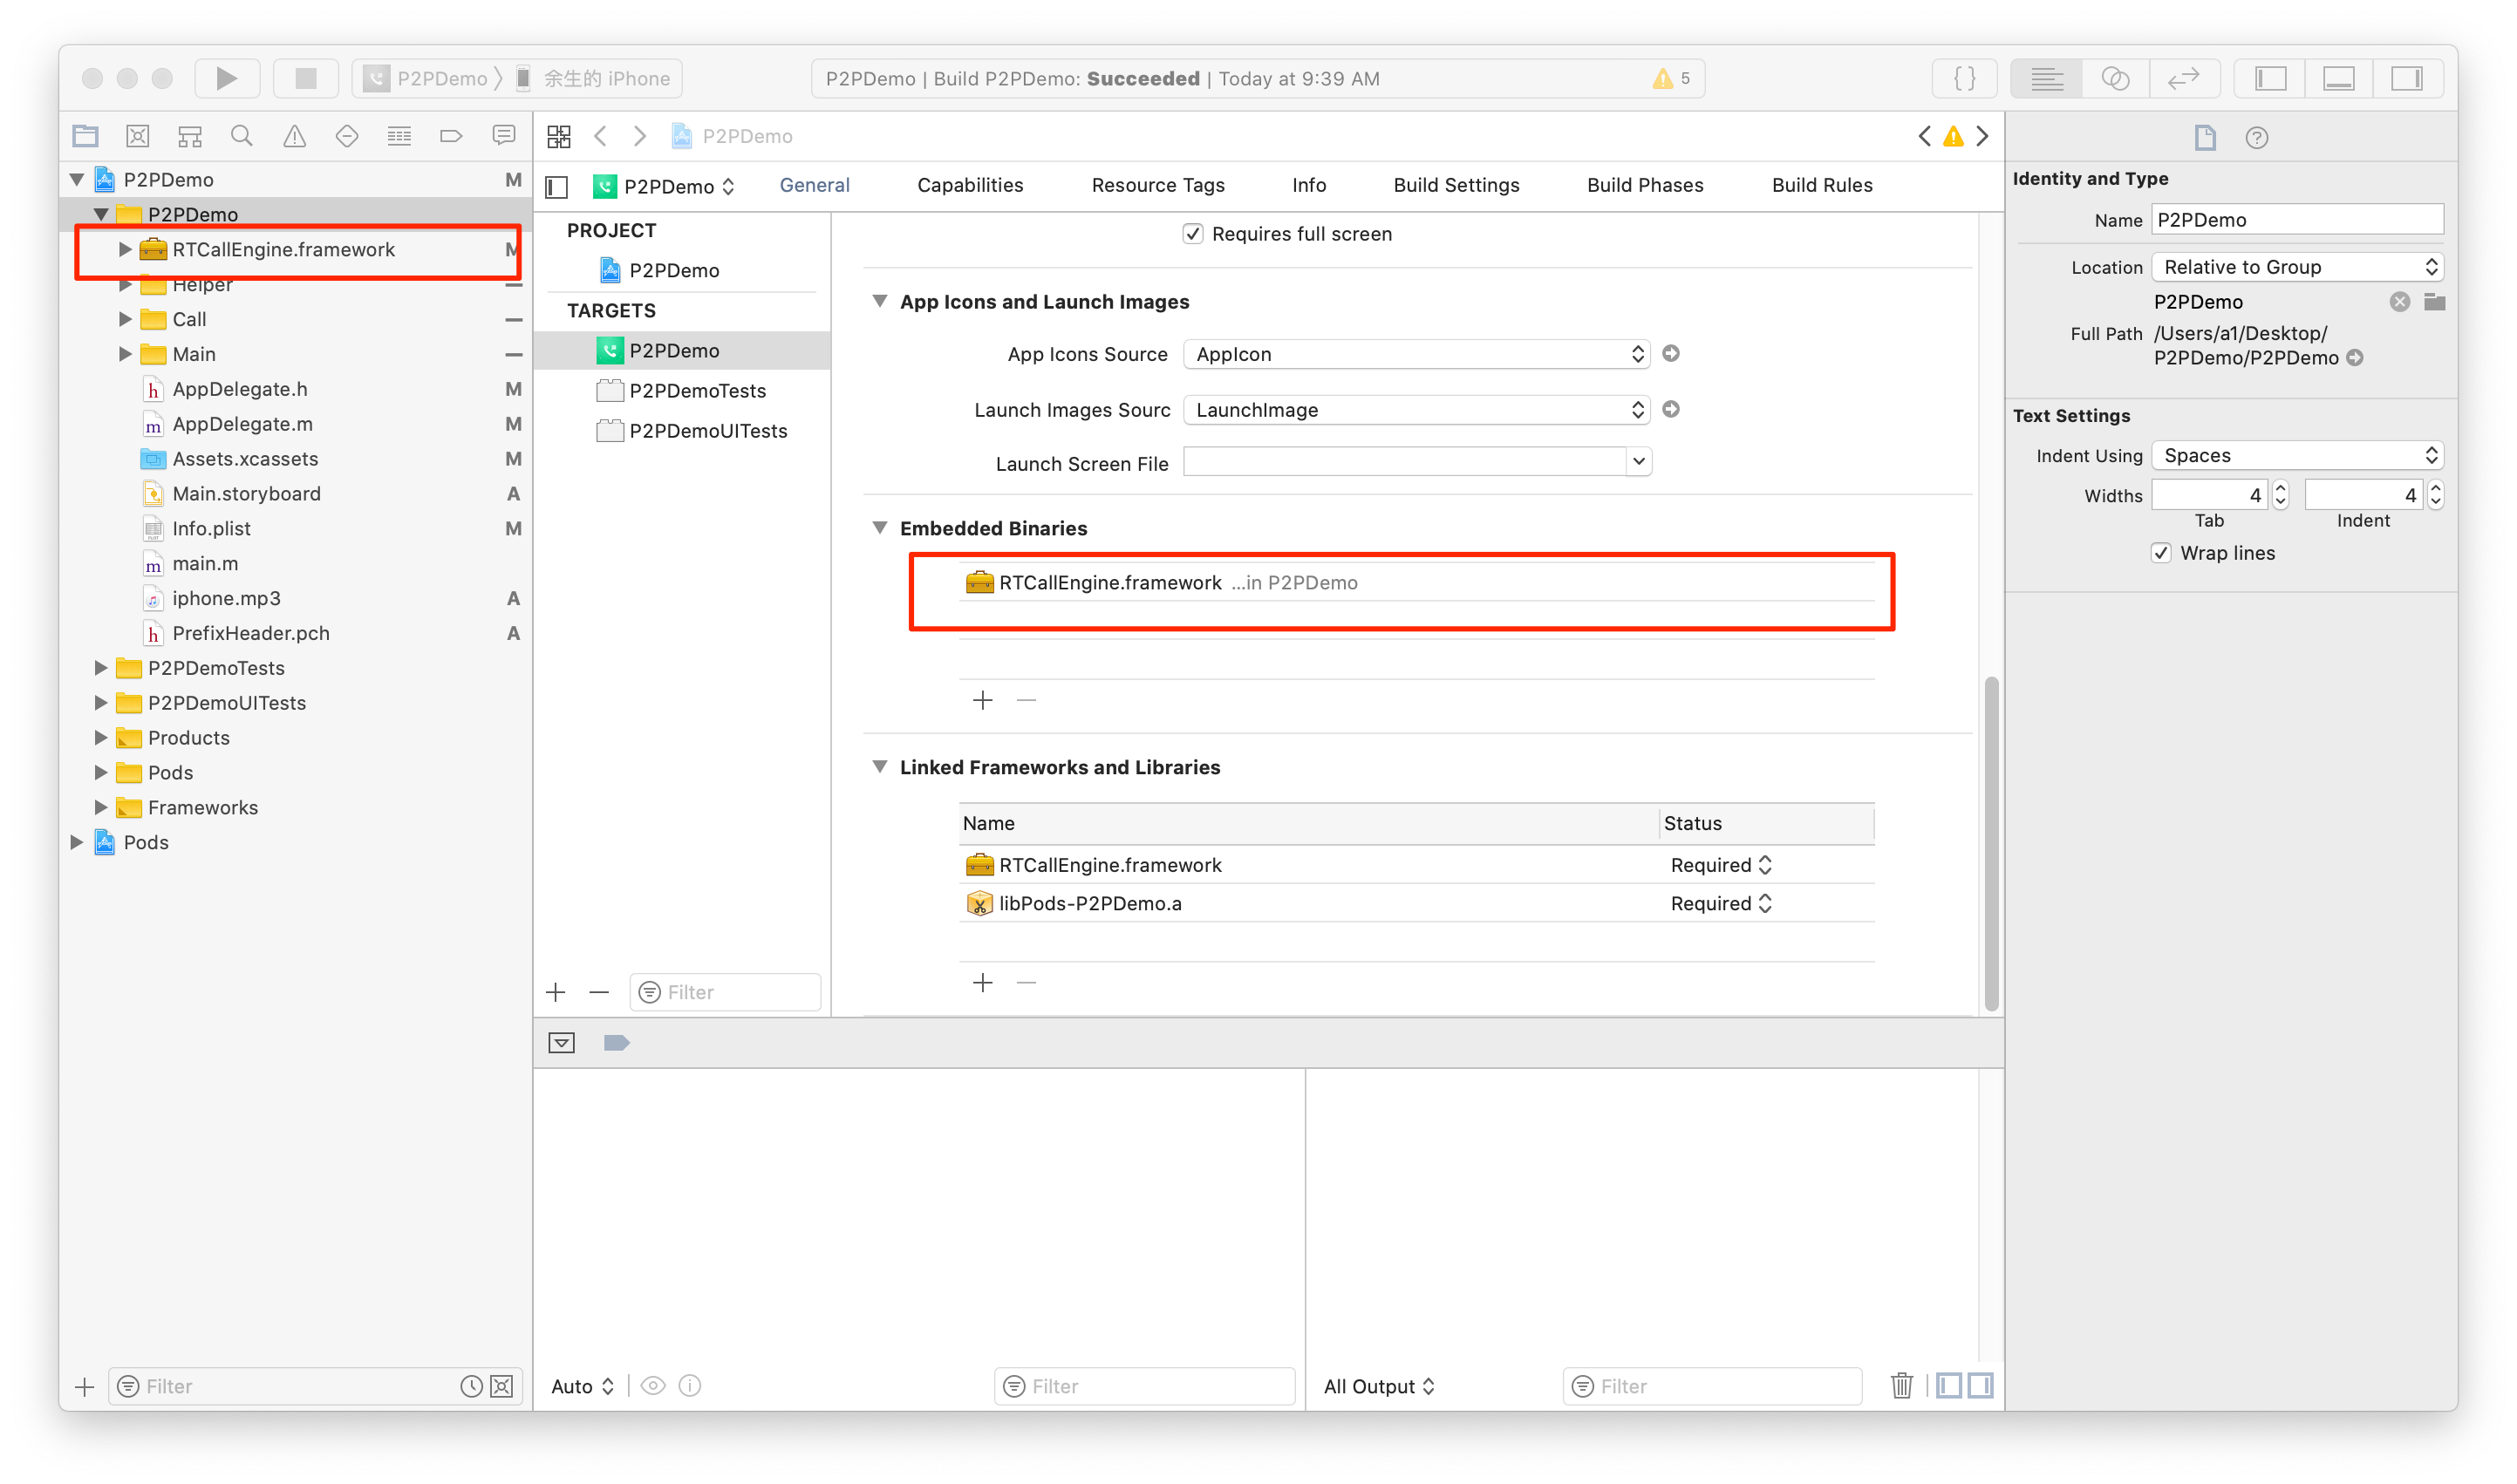 P2PDemo 〉 余生的 iPhone
P2PDemo | Build P2PDemo: Succeeded | Today at 9:39 AM
5
{ }
P2PDemo M
P2PDemo
RTCallEngine.framework M
Helper
Call
Main
AppDelegate.h M
AppDelegate.m M
Assets.xcassets M
Main.storyboard A
Info.plist M
main.m
iphone.mp3 A
PrefixHeader.pch A
P2PDemoTests
P2PDemoUITests
Products
Pods
Frameworks
Pods
Filter
P2PDemo
P2PDemo General Capabilities Resource Tags Info Build Settings Build Phases Build Rules
PROJECT
P2PDemo
TARGETS
P2PDemo
P2PDemoTests
P2PDemoUITests
Filter
Requires full screen
App Icons and Launch Images
App Icons Source AppIcon
Launch Images Sourc LaunchImage
Launch Screen File
Embedded Binaries
RTCallEngine.framework ...in P2PDemo
Linked Frameworks and Libraries
Name Status
RTCallEngine.framework Required
libPods-P2PDemo.a Required
Auto Filter
All Output Filter
Identity and Type
Name P2PDemo
Location Relative to Group
P2PDemo
Full Path /Users/a1/Desktop/
P2PDemo/P2PDemo
Text Settings
Indent Using Spaces
Widths 4 4
Tab Indent
Wrap lines